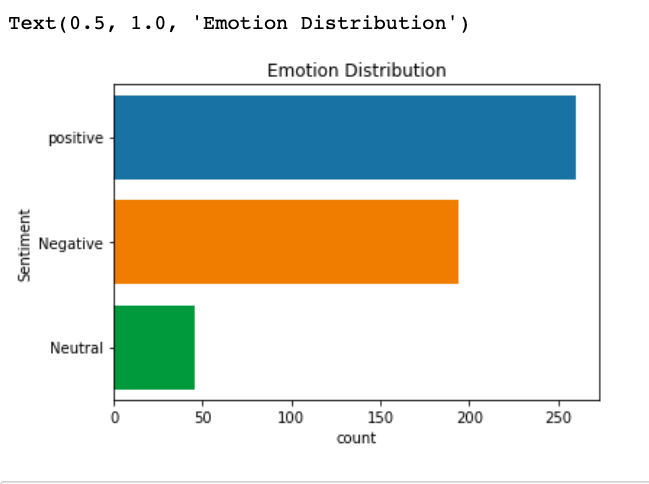 Text(0.5, 1.0, 'Emotion Distribution')
Emotion Distribution
positive
Negative
Neutral
Sentiment
0 50 100 150 200 250
count